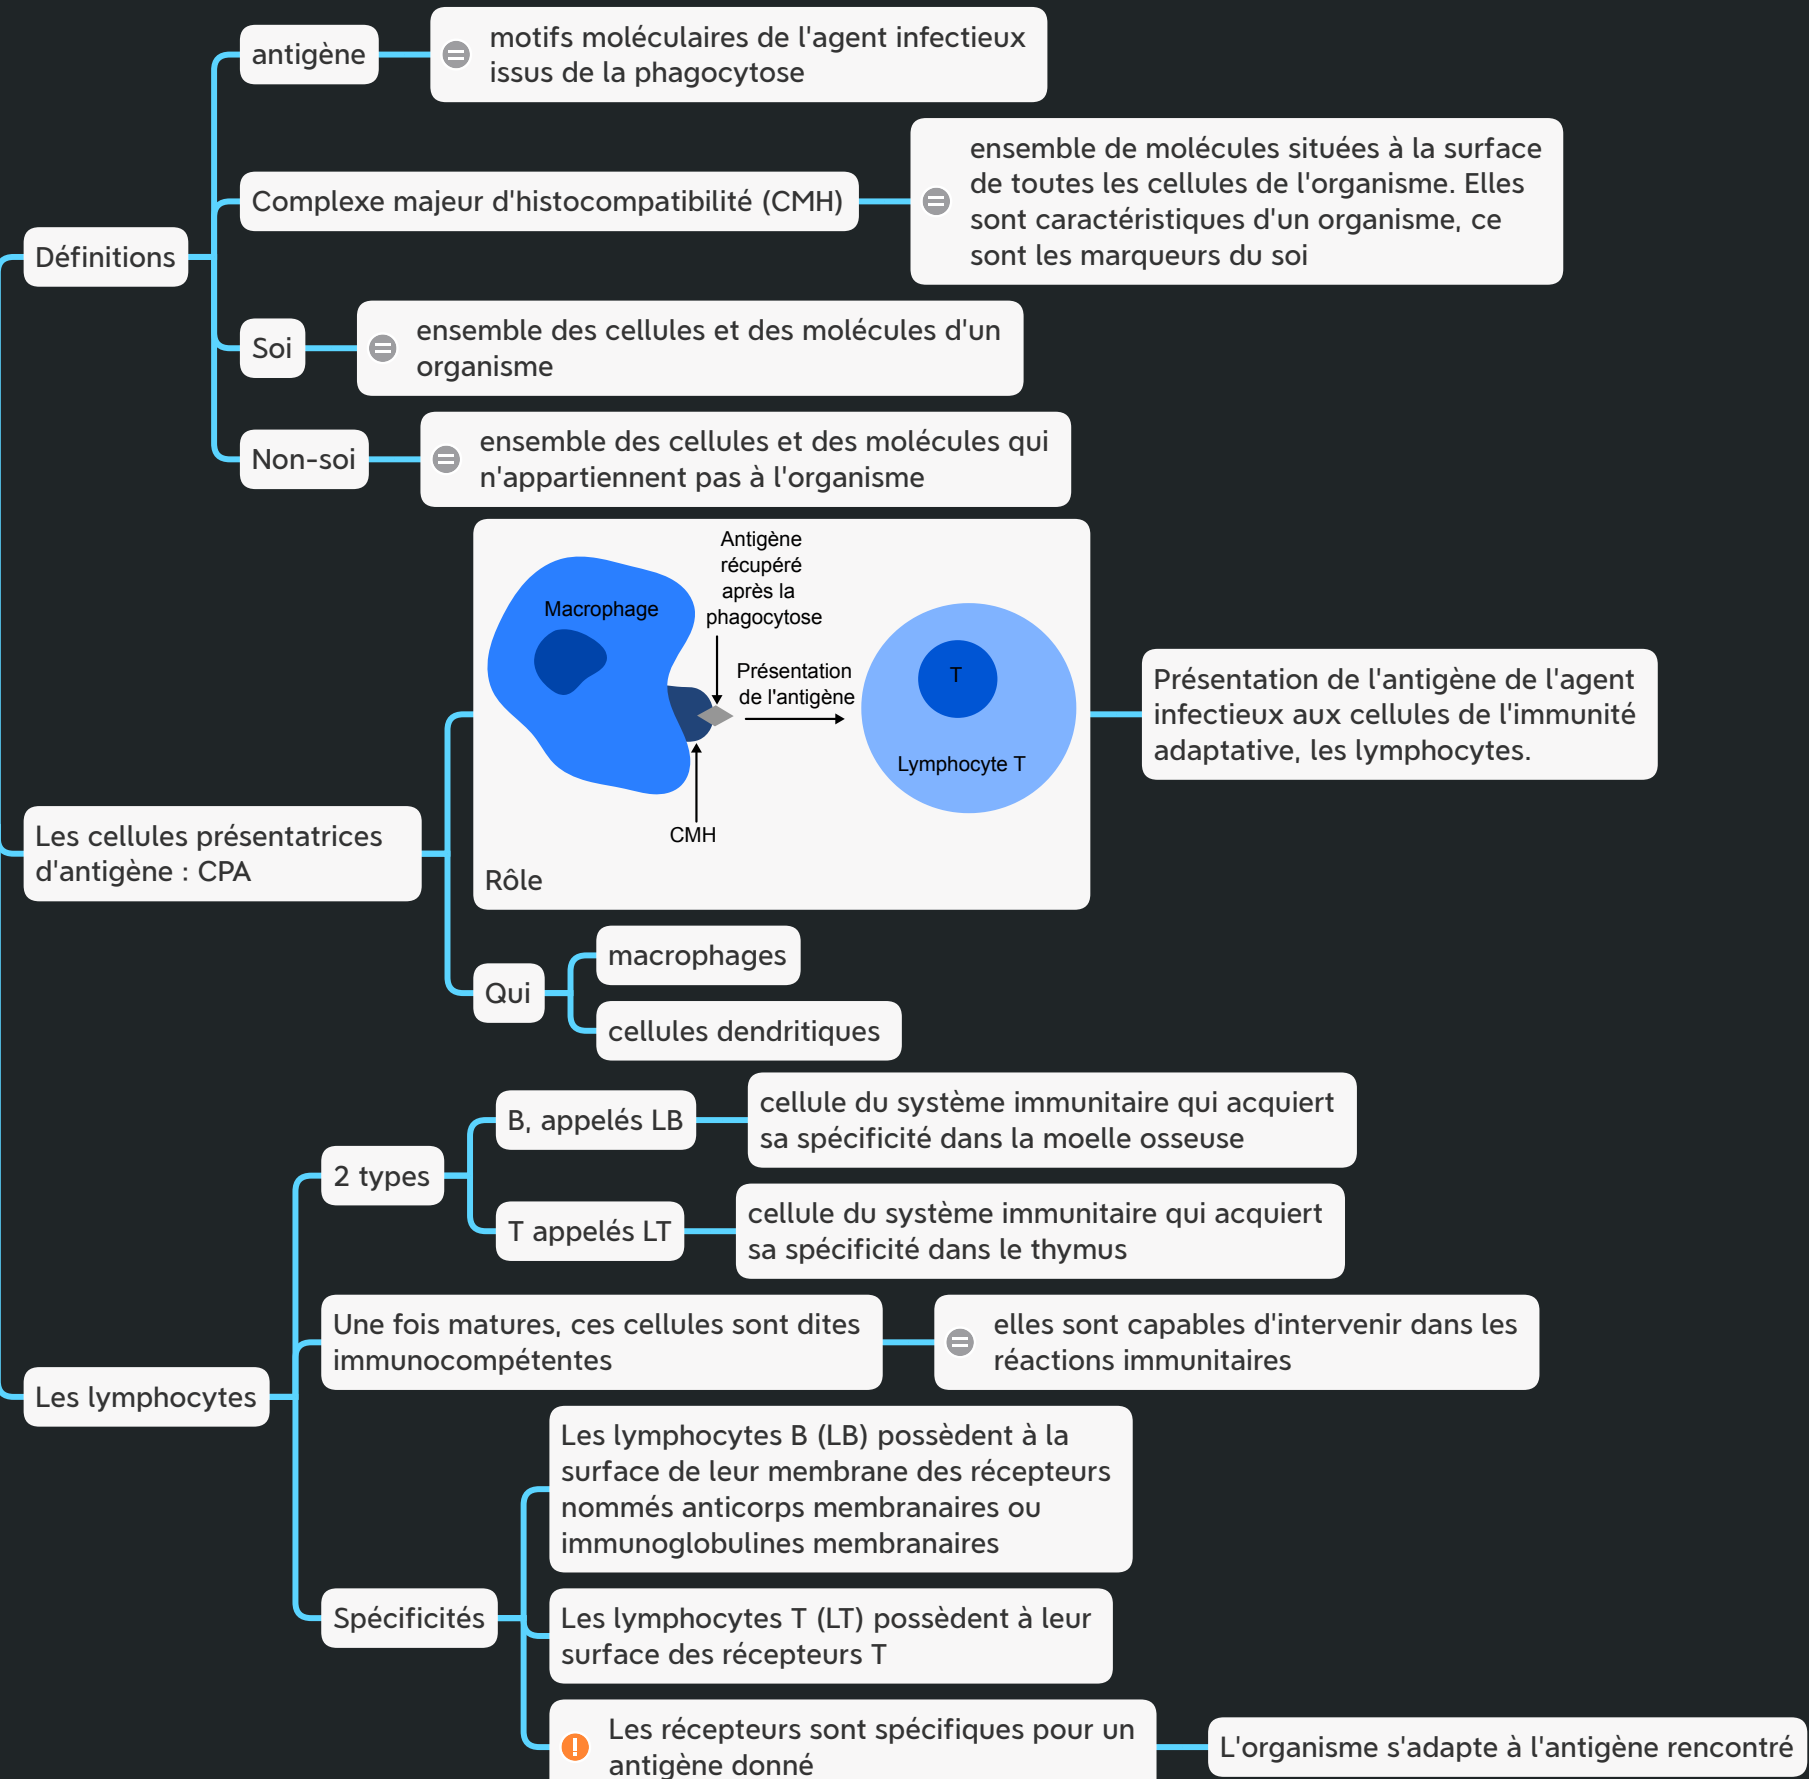 antigène
motifs moléculaires de l'agent infectieux
issus de la phagocytose
Complexe majeur d'histocompatibilité (CMH)
ensemble de molécules situées à la surface
de toutes les cellules de l'organisme. Elles
sont caractéristiques d'un organisme, ce
sont les marqueurs du soi
Définitions
Soi
ensemble des cellules et des molécules d'un
organisme
Non-soi
ensemble des cellules et des molécules qui
n'appartiennent pas à l'organisme
Antigène
récupéré
après la
phagocytose
Macrophage
Présentation
de l'antigène
T
Lymphocyte T
CMH
Rôle
Présentation de l'antigène de l'agent
infectieux aux cellules de l'immunité
adaptative, les lymphocytes.
Les cellules présentatrices
d'antigène : CPA
Qui
macrophages
cellules dendritiques
2 types
B, appelés LB
cellule du système immunitaire qui acquiert
sa spécificité dans la moelle osseuse
T appelés LT
cellule du système immunitaire qui acquiert
sa spécificité dans le thymus
Une fois matures, ces cellules sont dites
immunocompétentes
elles sont capables d'intervenir dans les
réactions immunitaires
Les lymphocytes
Spécificités
Les lymphocytes B (LB) possèdent à la
surface de leur membrane des récepteurs
nommés anticorps membranaires ou
immunoglobulines membranaires
Les lymphocytes T (LT) possèdent à leur
surface des récepteurs T
Les récepteurs sont spécifiques pour un
antigène donné
L'organisme s'adapte à l'antigène rencontré